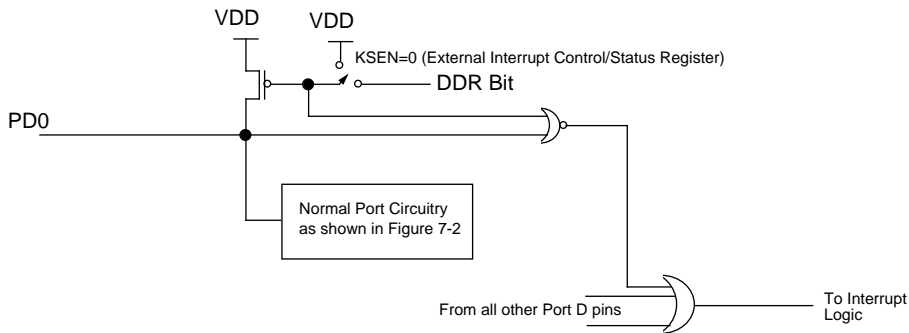 VDD
VDD
KSEN=0 (External Interrupt Control/Status Register)
DDR Bit
PD0
Normal Port Circuitry
as shown in Figure 7-2
From all other Port D pins
To Interrupt
Logic